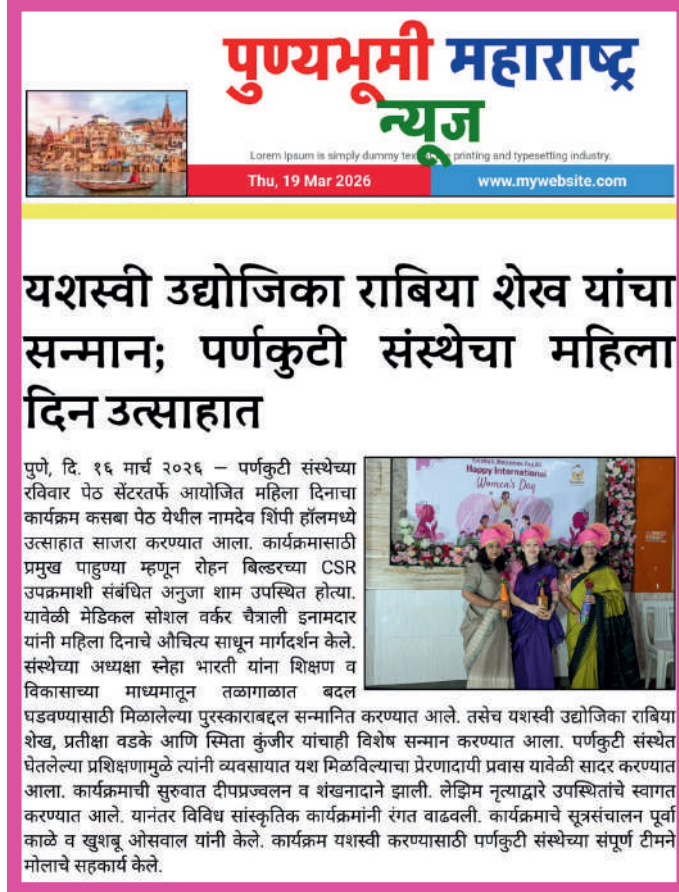 पुण्यभूमी महाराष्ट्र
न्यूज
Lorem Ipsum is simply dummy printing and typesetting industry.
Thu, 19 Mar 2026
www.mywebsite.com
यशस्वी उद्योजिका राबिया शेख यांचा
सन्मान; पर्णकुटी संस्थेचा महिला
दिन उत्साहात
पुणे, दि. १६ मार्च २०२६ – पर्णकुटी संस्थेच्या
रविवार पेठ सेंटरतर्फे आयोजित महिला दिनाचा
कार्यक्रम कसबा पेठ येथील नामदेव शिंपी हॉलमध्ये
उत्साहात साजरा करण्यात आला. कार्यक्रमासाठी
प्रमुख पाहुण्या म्हणून रोहन बिल्डरच्या CSR
उपक्रमाशी संबंधित अनुजा शाम उपस्थित होत्या.
यावेळी मेडिकल सोशल वर्कर चैत्राली इनामदार
यांनी महिला दिनाचे औचित्य साधून मार्गदर्शन केले.
संस्थेच्या अध्यक्षा स्नेहा भारती यांना शिक्षण व
विकासाच्या माध्यमातून तळागाळात बदल
घडवण्यासाठी मिळालेल्या पुरस्काराबद्दल सन्मानित करण्यात आले. तसेच यशस्वी उद्योजिका राबिया
शेख, प्रतीक्षा वडके आणि स्मिता कुंजीर यांचाही विशेष सन्मान करण्यात आला. पर्णकुटी संस्थेत
घेतलेल्या प्रशिक्षणामुळे त्यांनी व्यवसायात यश मिळविल्याचा प्रेरणादायी प्रवास यावेळी सादर करण्यात
आला. कार्यक्रमाची सुरुवात दीपप्रज्वलन व शंखनादाने झाली. लेझिम नृत्याद्वारे उपस्थितांचे स्वागत
करण्यात आले. यानंतर विविध सांस्कृतिक कार्यक्रमांनी रंगत वाढवली. कार्यक्रमाचे सूत्रसंचालन पूर्वा
काळे व खुशबू ओसवाल यांनी केले. कार्यक्रम यशस्वी करण्यासाठी पर्णकुटी संस्थेच्या संपूर्ण टीमने
मोलाचे सहकार्य केले.
Happy International
Women's Day